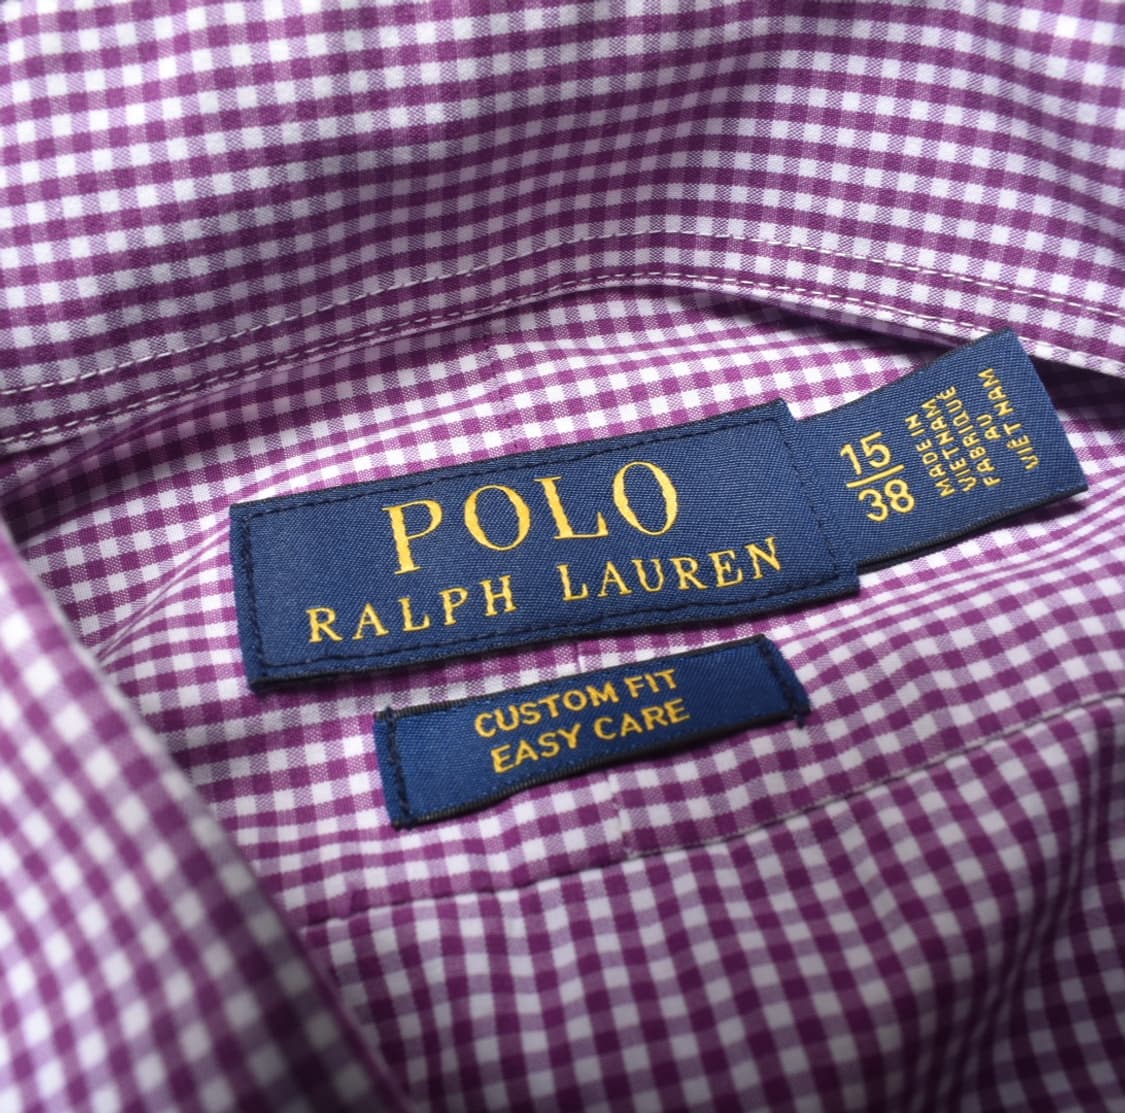 POLO
RALPH LAUREN
15
38
MADE IN
VIETNAM
FABRIQUÉ
AU
VIÊT NAM
CUSTOM FIT
EASY CARE